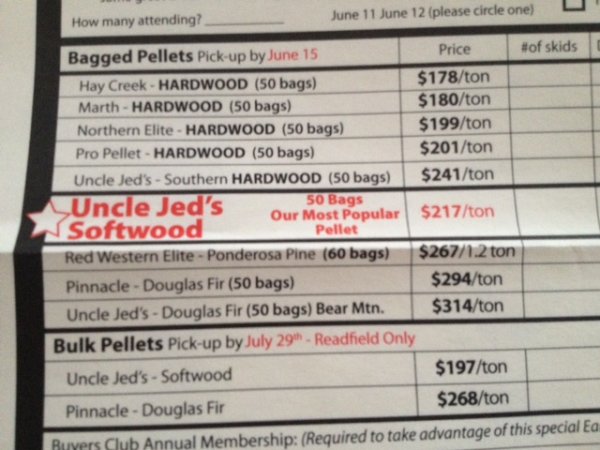 How many attending?
June 11 June 12 (please circle one)
Bagged Pellets Pick-up by June 15 Price #of skids
Hay Creek - HARDWOOD (50 bags) $178/ton
Marth - HARDWOOD (50 bags) $180/ton
Northern Elite - HARDWOOD (50 bags) $199/ton
Pro Pellet - HARDWOOD (50 bags) $201/ton
Uncle Jed's - Southern HARDWOOD (50 bags) $241/ton
Uncle Jed's
Softwood
50 Bags
Our Most Popular
Pellet
$217/ton
Red Western Elite - Ponderosa Pine (60 bags) $267/1.2 ton
Pinnacle - Douglas Fir (50 bags) $294/ton
Uncle Jed's - Douglas Fir (50 bags) Bear Mtn. $314/ton
Bulk Pellets Pick-up by July 29th - Readfield Only
Uncle Jed's - Softwood $197/ton
Pinnacle - Douglas Fir $268/ton
Buyers Club Annual Membership: (Required to take advantage of this special Ea